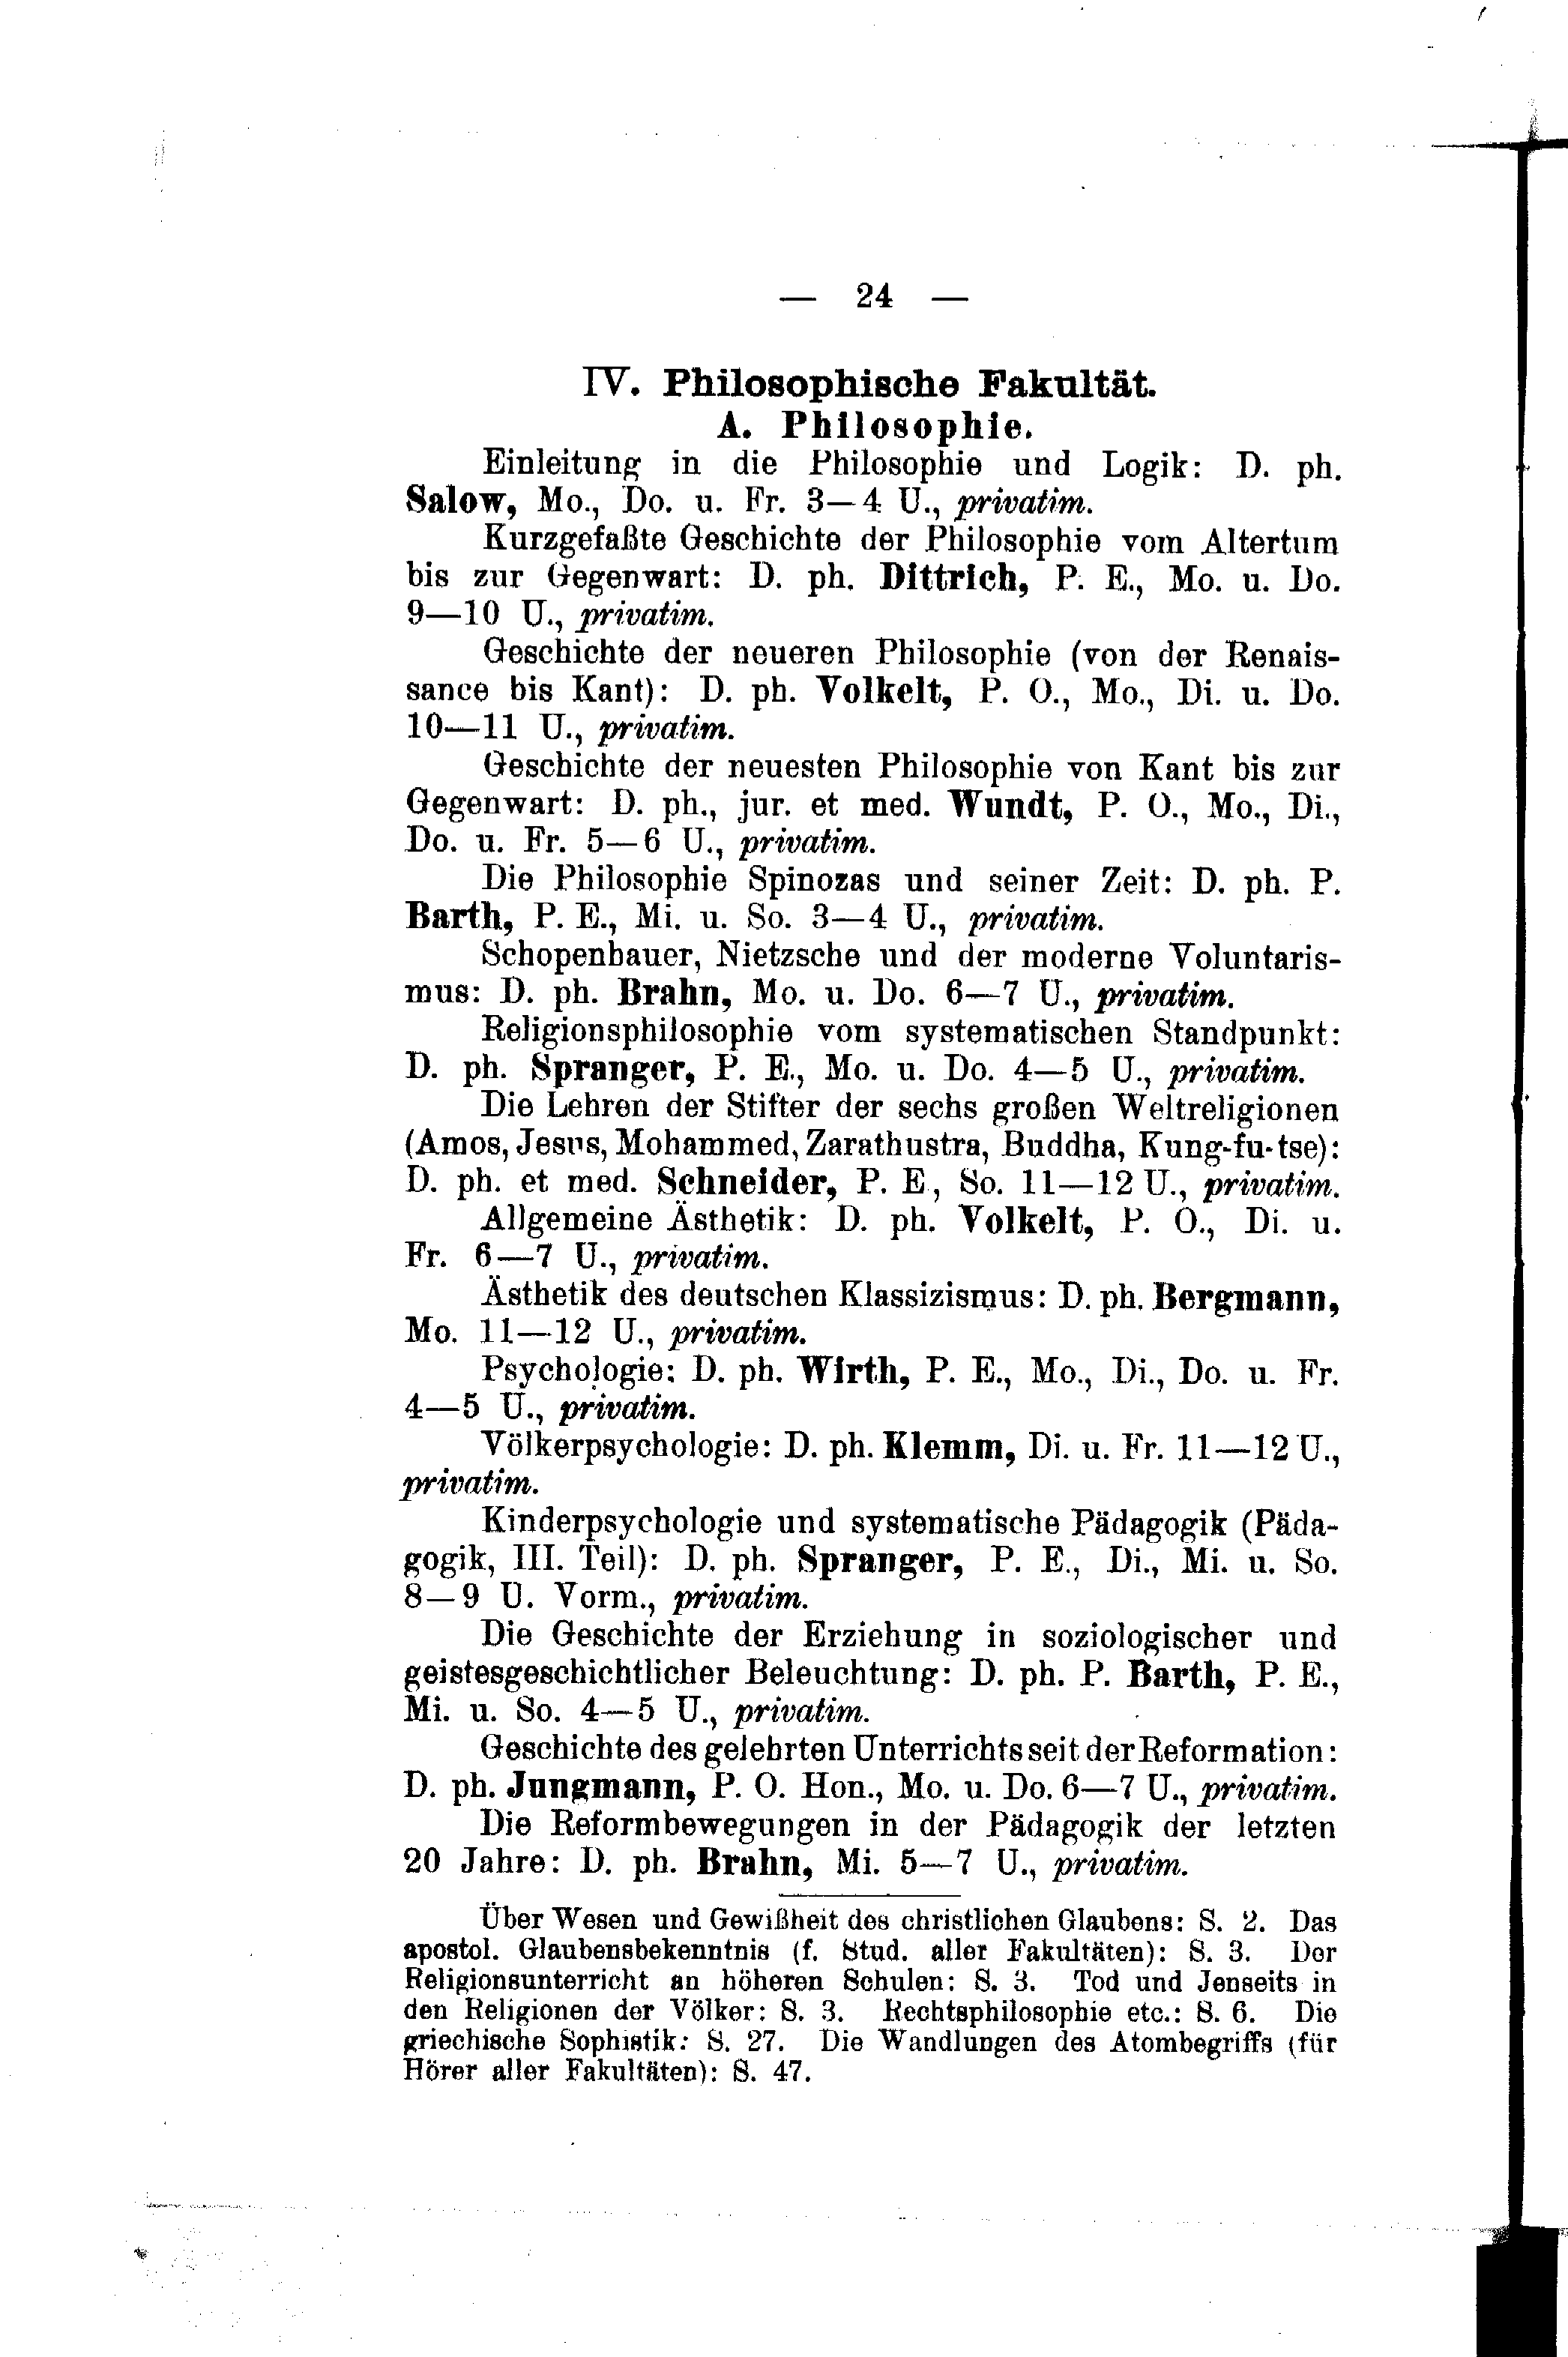 — 24 —
IV. Philosophische Fakultät.
A. Philosophie.
Einleitung in die Philosophie und Logik: D. ph.
Salow, Mo., Do. u. Fr. 3—4 U., privatim.
Kurzgefaßte Geschichte der Philosophie vom Altertum
bis zur Gegenwart: D. ph. Dittrich, P. E., Mo. u. Do.
9—10 U., privatim.
Geschichte der neueren Philosophie (von der Renais-
sance bis Kant): D. ph. Volkelt, P. O., Mo., Di. u. Do.
10—11 U., privatim.
Geschichte der neuesten Philosophie von Kant bis zur
Gegenwart: D. ph., jur. et med. Wundt, P. O., Mo., Di.,
Do. u. Fr. 5—6 U., privatim.
Die Philosophie Spinozas und seiner Zeit: D. ph. P.
Barth, P. E., Mi. u. So. 3—4 U., privatim.
Schopenhauer, Nietzsche und der moderne Voluntaris-
mus: D. ph. Brahn, Mo. u. Do. 6—7 U., privatim.
Religionsphilosophie vom systematischen Standpunkt:
D. ph. Spranger, P. E., Mo. u. Do. 4—5 U., privatim.
Die Lehren der Stifter der sechs großen Weltreligionen
(Amos, Jesus, Mohammed, Zarathustra, Buddha, Kung-fu-tse):
D. ph. et med. Schneider, P. E, So. 11—12 U., privatim.
Allgemeine Ästhetik: D. ph. Volkelt, P. O., Di. u.
Fr. 6—7 U., privatim.
Ästhetik des deutschen Klassizismus: D. ph. Bergmann,
Mo. 11—12 U., privatim.
Psychologie: D. ph. Wirth, P. E., Mo., Di., Do. u. Fr.
4—5 U., privatim.
Völkerpsychologie: D. ph. Klemm, Di. u. Fr. 11—12 U.,
privatim.
Kinderpsychologie und systematische Pädagogik (Päda-
gogik, III. Teil): D. ph. Spranger, P. E., Di., Mi. u. So.
8—9 U. Vorm., privatim.
Die Geschichte der Erziehung in soziologischer und
geistesgeschichtlicher Beleuchtung: D. ph. P. Barth, P. E.,
Mi. u. So. 4—5 U., privatim.
Geschichte des gelehrten Unterrichts seit der Reformation:
D. ph. Jungmann, P. O. Hon., Mo. u. Do. 6—7 U., privatim.
Die Reformbewegungen in der Pädagogik der letzten
20 Jahre: D. ph. Brahn, Mi. 5—7 U., privatim.
Über Wesen und Gewißheit des christlichen Glaubens: S. 2. Das
apostol. Glaubensbekenntnis (f. Stud. aller Fakultäten): S. 3. Der
Religionsunterricht an höheren Schulen: S. 3. Tod und Jenseits in
den Religionen der Völker: S. 3. Rechtsphilosophie etc.: S. 6. Die
griechische Sophistik: S. 27. Die Wandlungen des Atombegriffs (für
Hörer aller Fakultäten): S. 47.